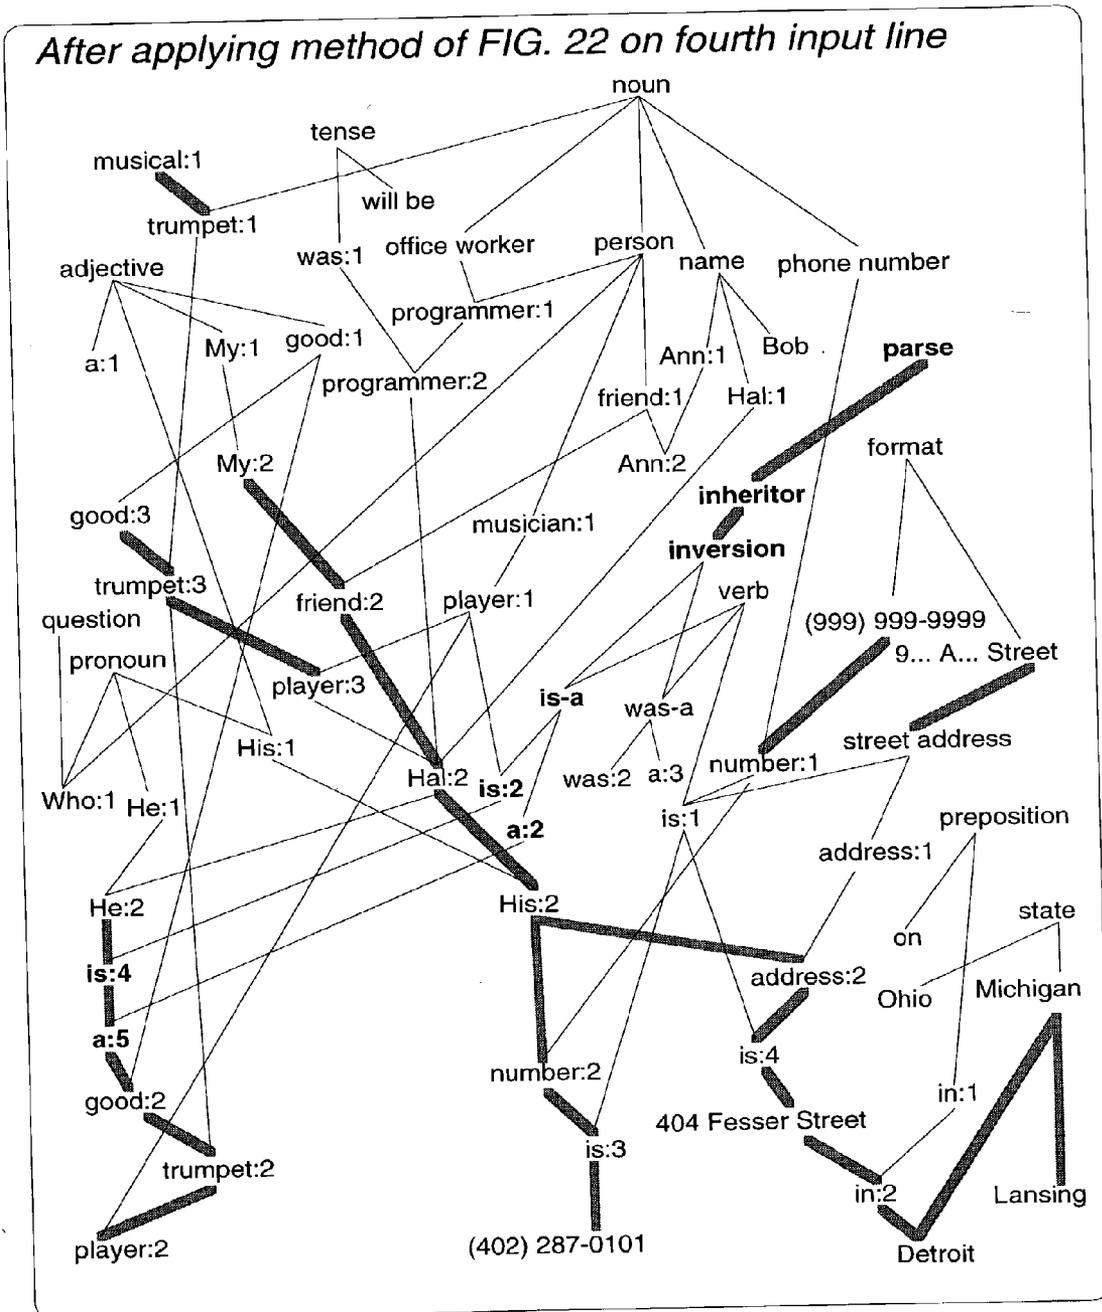 After applying method of FIG. 22 on fourth input line
noun
tense
musical:1
will be
trumpet:1
office worker
person
was:1
name
phone number
adjective
programmer:1
good:1
My:1
Ann:1
Bob
parse
a:1
programmer:2
friend:1
Hal:1
format
My:2
Ann:2
inheritor
good:3
musician:1
inversion
trumpet:3
verb
friend:2
player:1
question
(999) 999-9999
9... A... Street
pronoun
player:3
is-a
was-a
His:1
street address
number:1
Hal:2
is:2
was:2
a:3
Who:1
He:1
is:1
preposition
a:2
address:1
He:2
His:2
state
on
is:4
address:2
Ohio
Michigan
a:5
is:4
number:2
good:2
in:1
404 Fesser Street
is:3
trumpet:2
in:2
Lansing
player:2
(402) 287-0101
Detroit